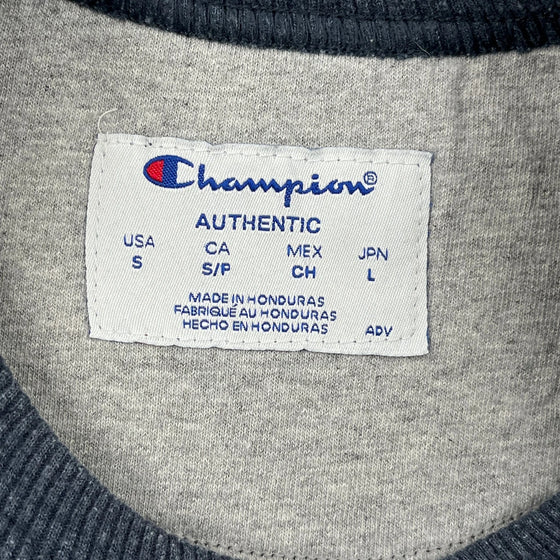 Champion®
AUTHENTIC
USA CA MEX JPN
S S/P CH L
MADE IN HONDURAS
FABRIQUÉ AU HONDURAS
HECHO EN HONDURAS ADV